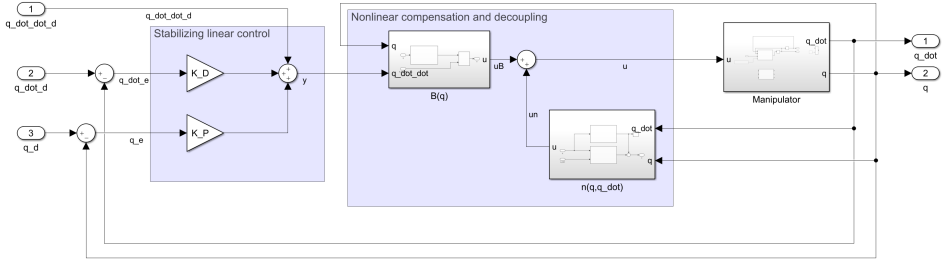 1
q_dot_dot_d
q_dot_dot_d
Stabilizing linear control
Nonlinear compensation and decoupling
2
q_dot_d
q_dot_e
K_D
y
3
q_d
q_e
K_P
q
q_dot_dot
u
B(q)
uB
u
un
q_dot
u
q
n(q,q_dot)
u
q_dot
q
Manipulator
1
q_dot
2
q